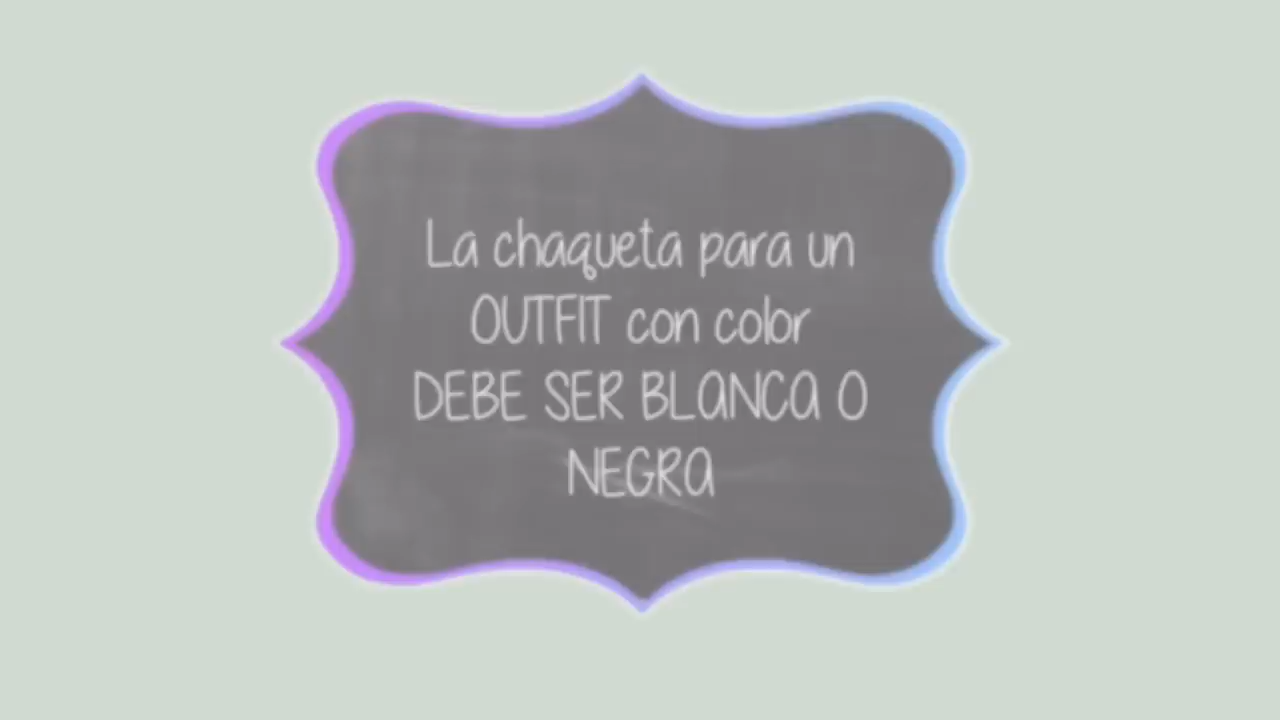 La chaqueta para un
OUTFIT con color
DEBE SER BLANCA O
NEGRA